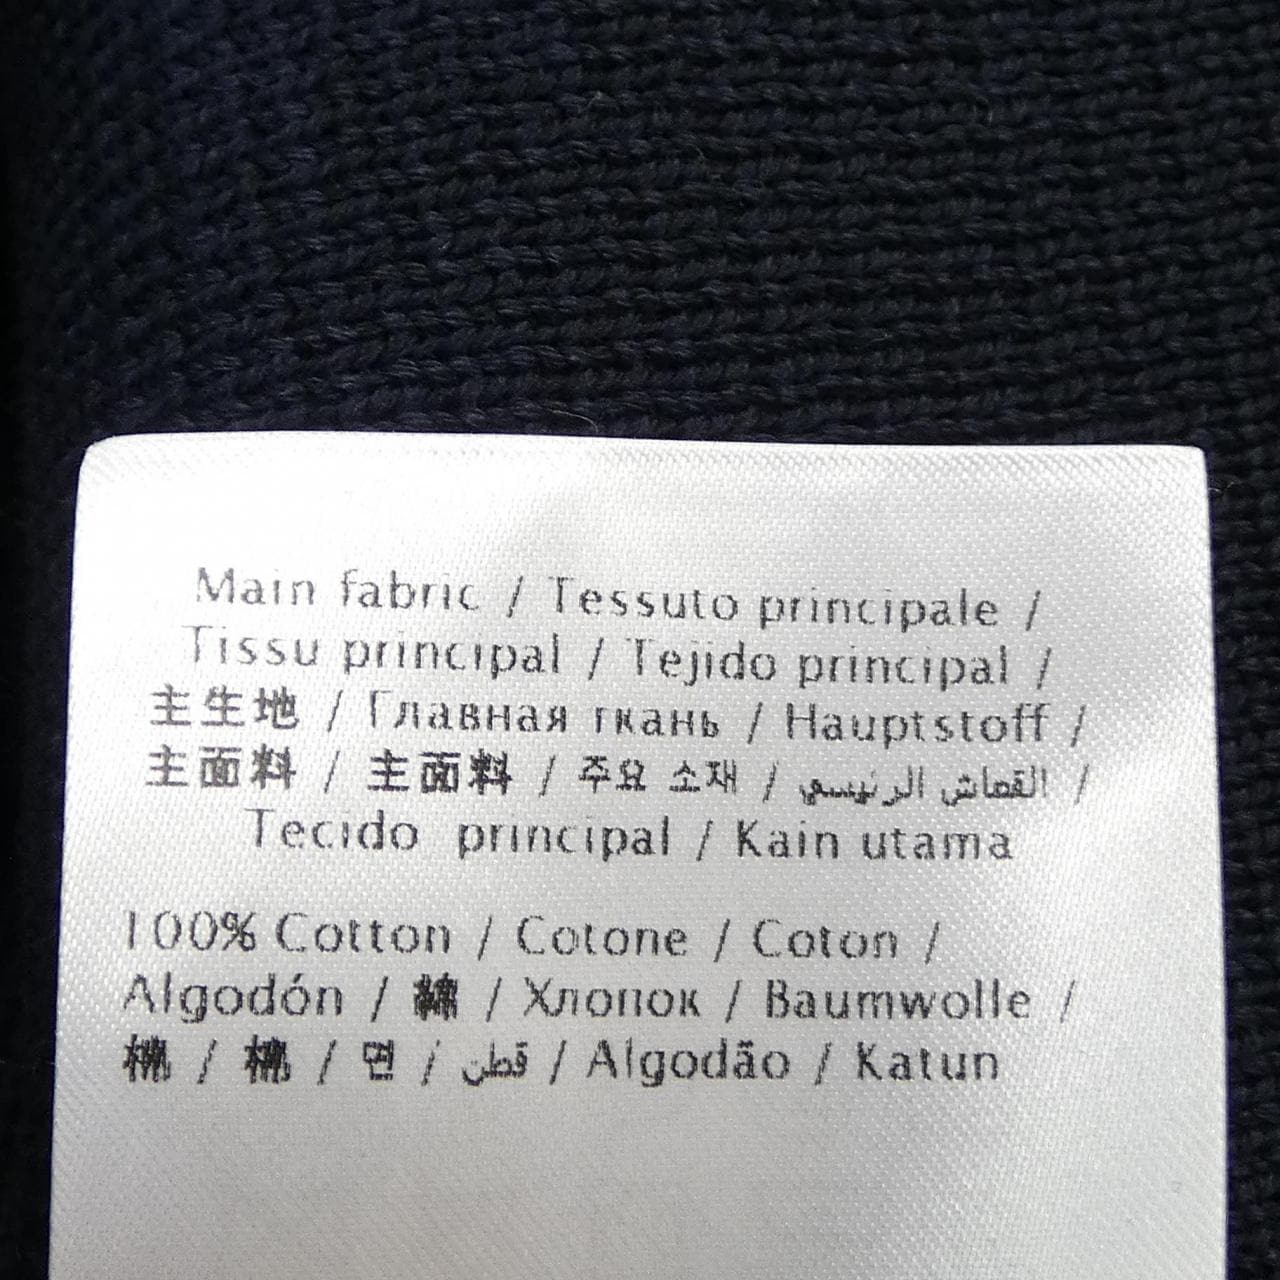 Main fabric / Tessuto principale /
Tissu principal / Tejido principal /
主生地 / Главная ткань / Hauptstoff /
主面料 / 主面料 / 주요 소재 / القماش الرئيسي /
Tecido principal / Kain utama
100% Cotton / Cotone / Coton /
Algodón / 綿 / Хлопок / Baumwolle /
棉 / 棉 / 면 / قطن / Algodão / Katun